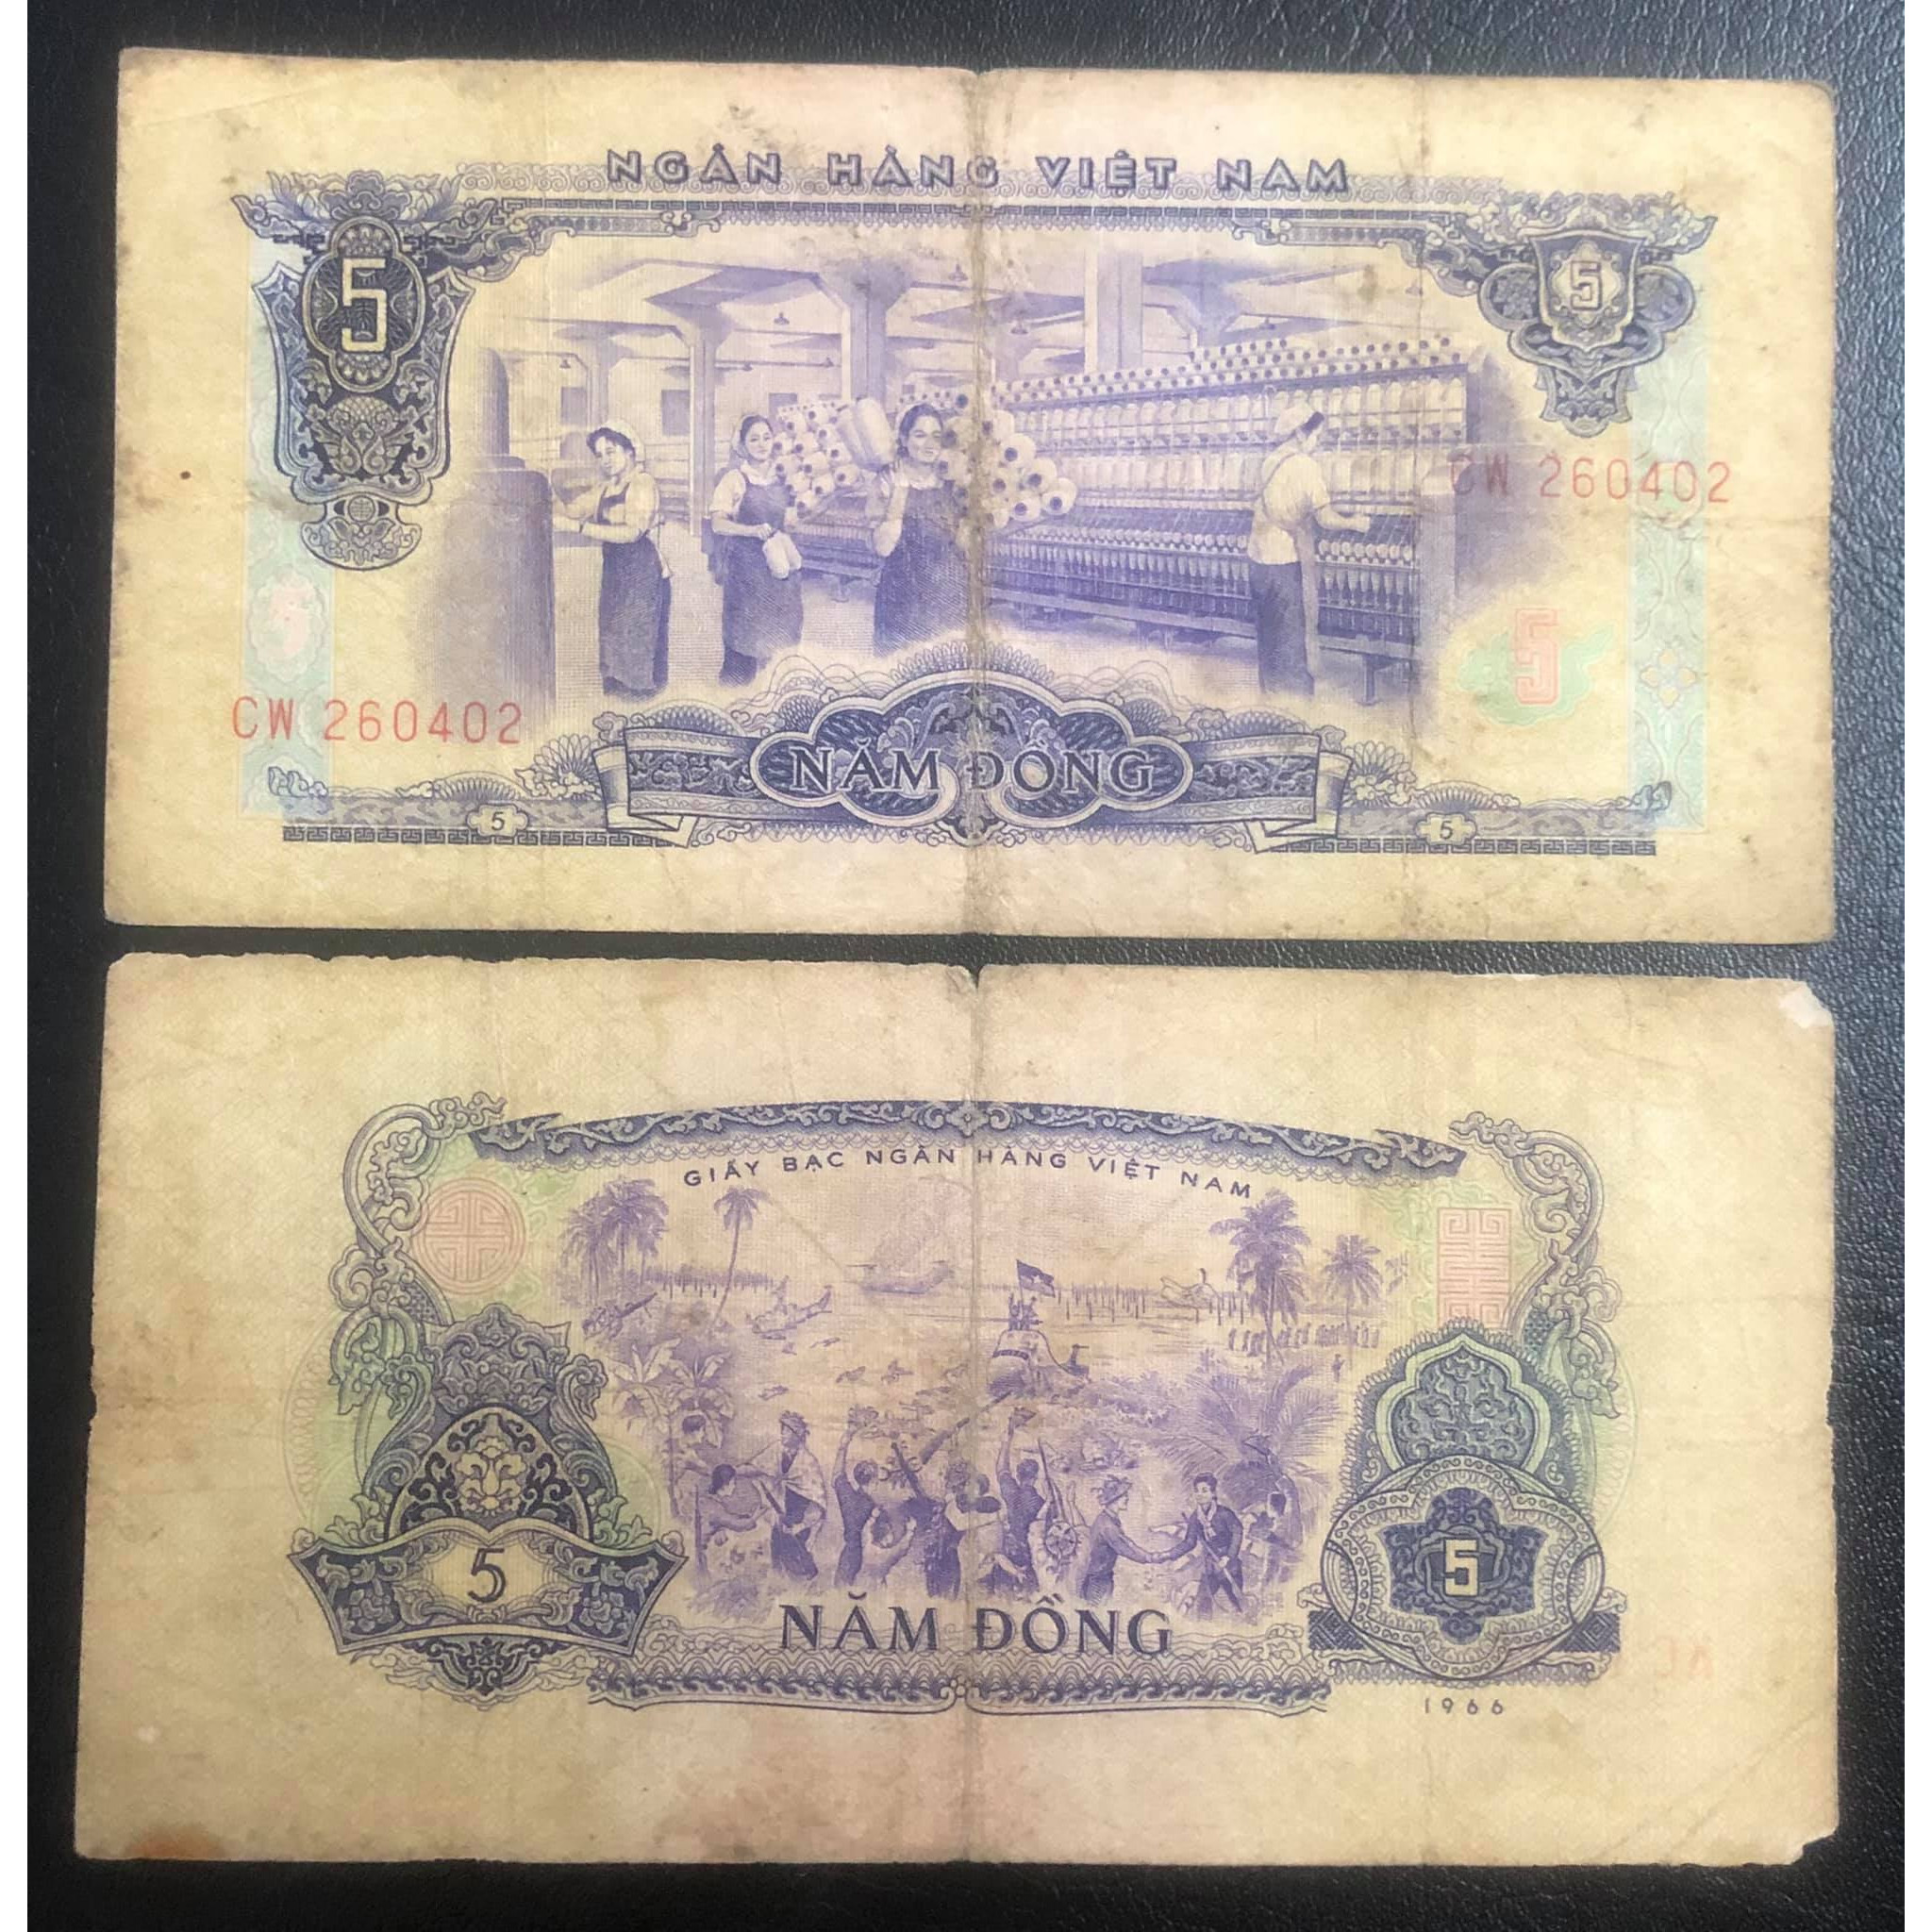 NGÂN HÀNG VIỆT NAM
5
5
CW 260402
5
CW 260402
NĂM ĐỒNG
5
5
GIẤY BẠC NGÂN HÀNG VIỆT NAM
5
5
NĂM ĐỒNG
1966